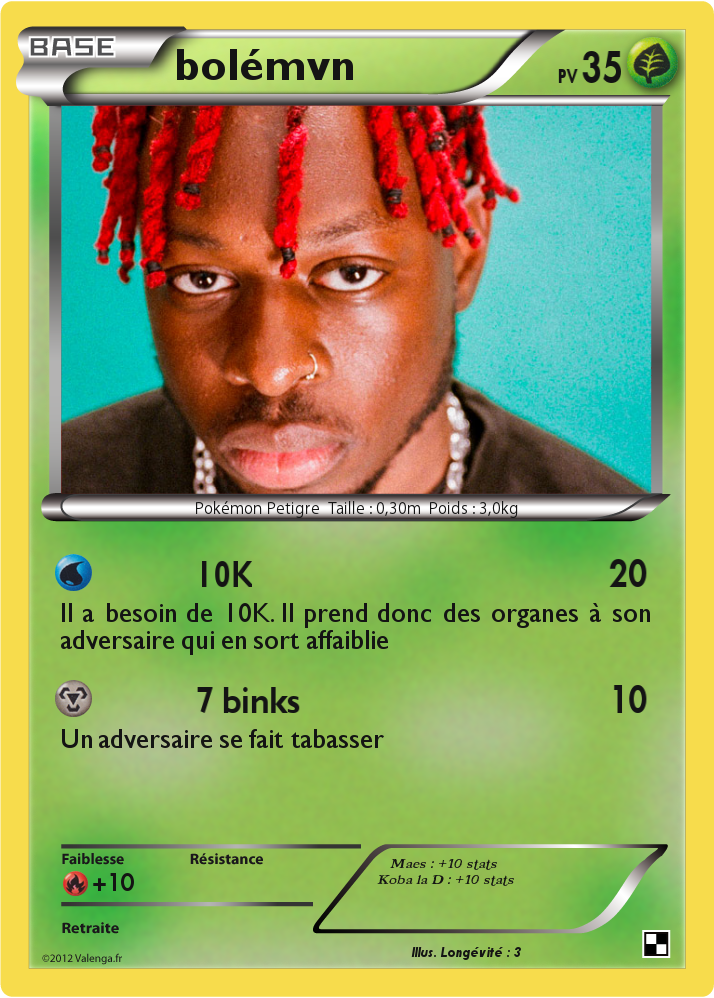 BASE
bolémvn
PV 35
Pokémon Petigre Taille : 0,30m Poids : 3,0kg
10K 20
Il a besoin de 10K. Il prend donc des organes à son
adversaire qui en sort affaiblie
7 binks 10
Un adversaire se fait tabasser
Faiblesse Résistance
+10
Maes : +10 stats
Koba la D : +10 stats
Retraite
Illus. Longévité : 3
©2012 Valenga.fr